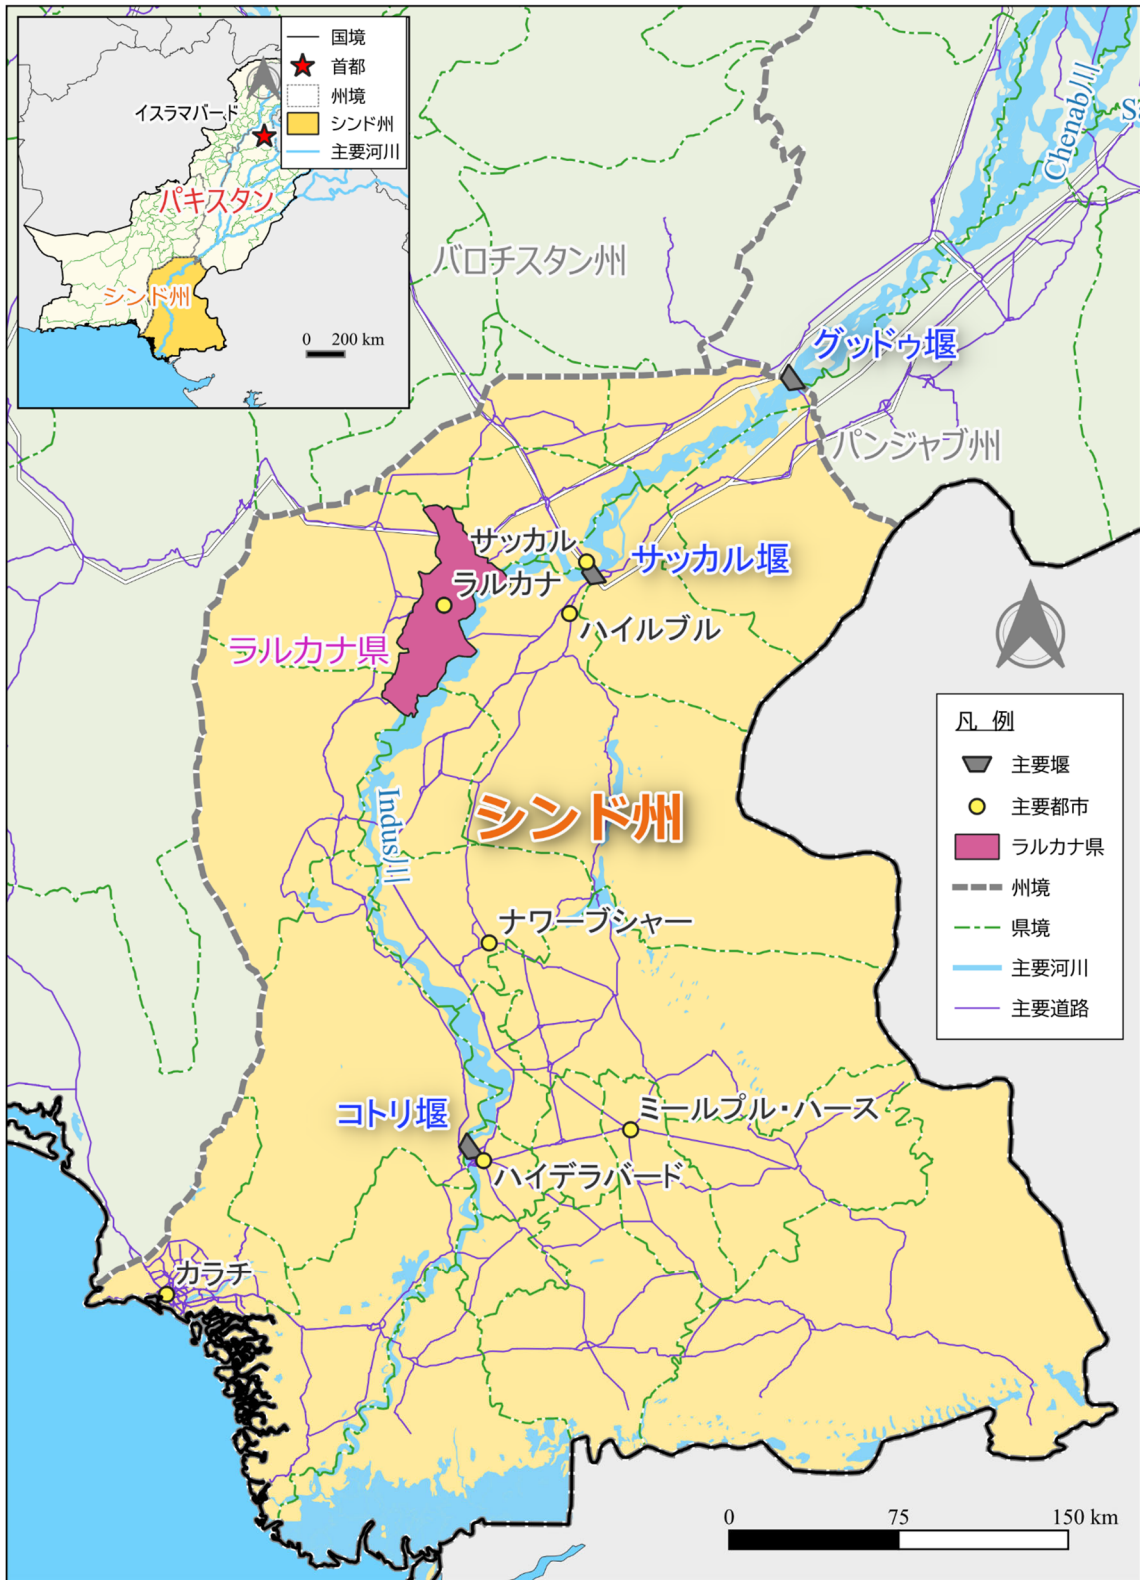 国境
首都
州境
シンド州
主要河川
イスラマバード
パキスタン
シンド州
0 200 km
Chenab川
バロチスタン州
グッドゥ堰
パンジャブ州
サッカル
サッカル堰
ラルカナ
ハイルブル
ラルカナ県
凡 例
主要堰
主要都市
ラルカナ県
州境
県境
主要河川
主要道路
シンド州
Indus川
ナワーブシャー
コトリ堰
ミールプル・ハース
ハイデラバード
カラチ
0 75 150 km